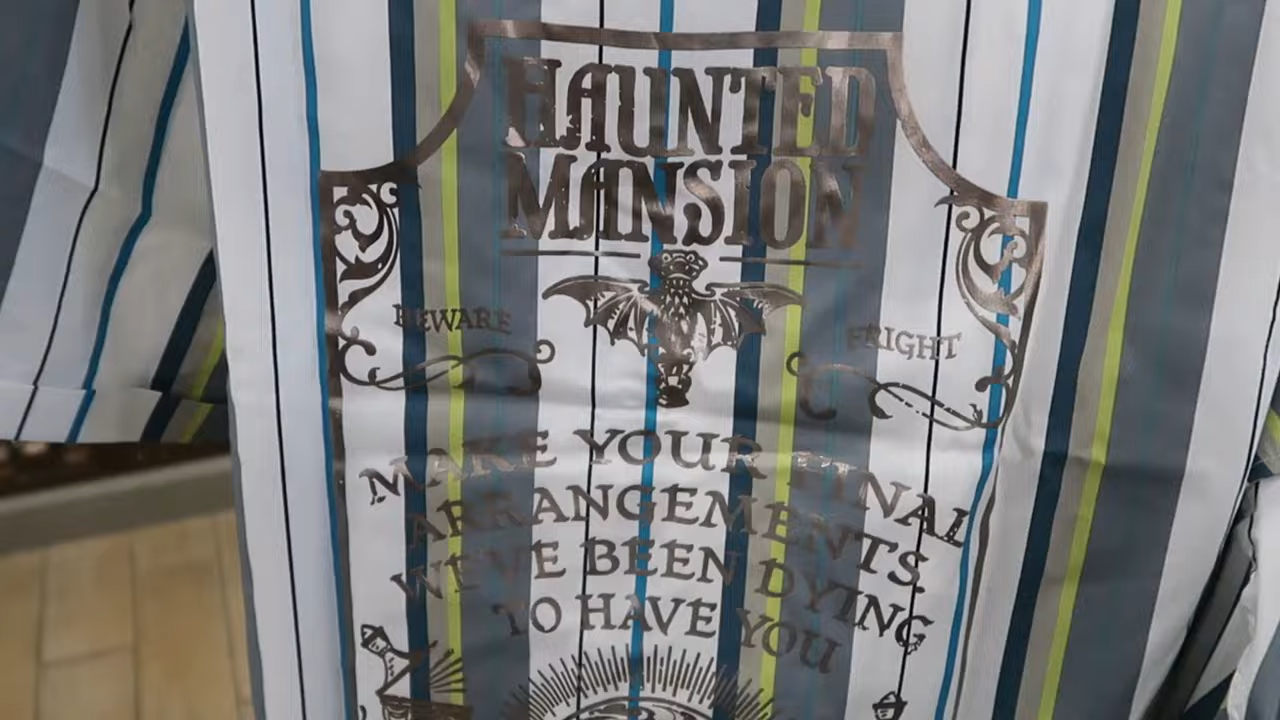 HAUNTED
MANSION
BEWARE
FRIGHT
MAKE YOUR FINAL
ARRANGEMENTS
WE'VE BEEN DYING
TO HAVE YOU